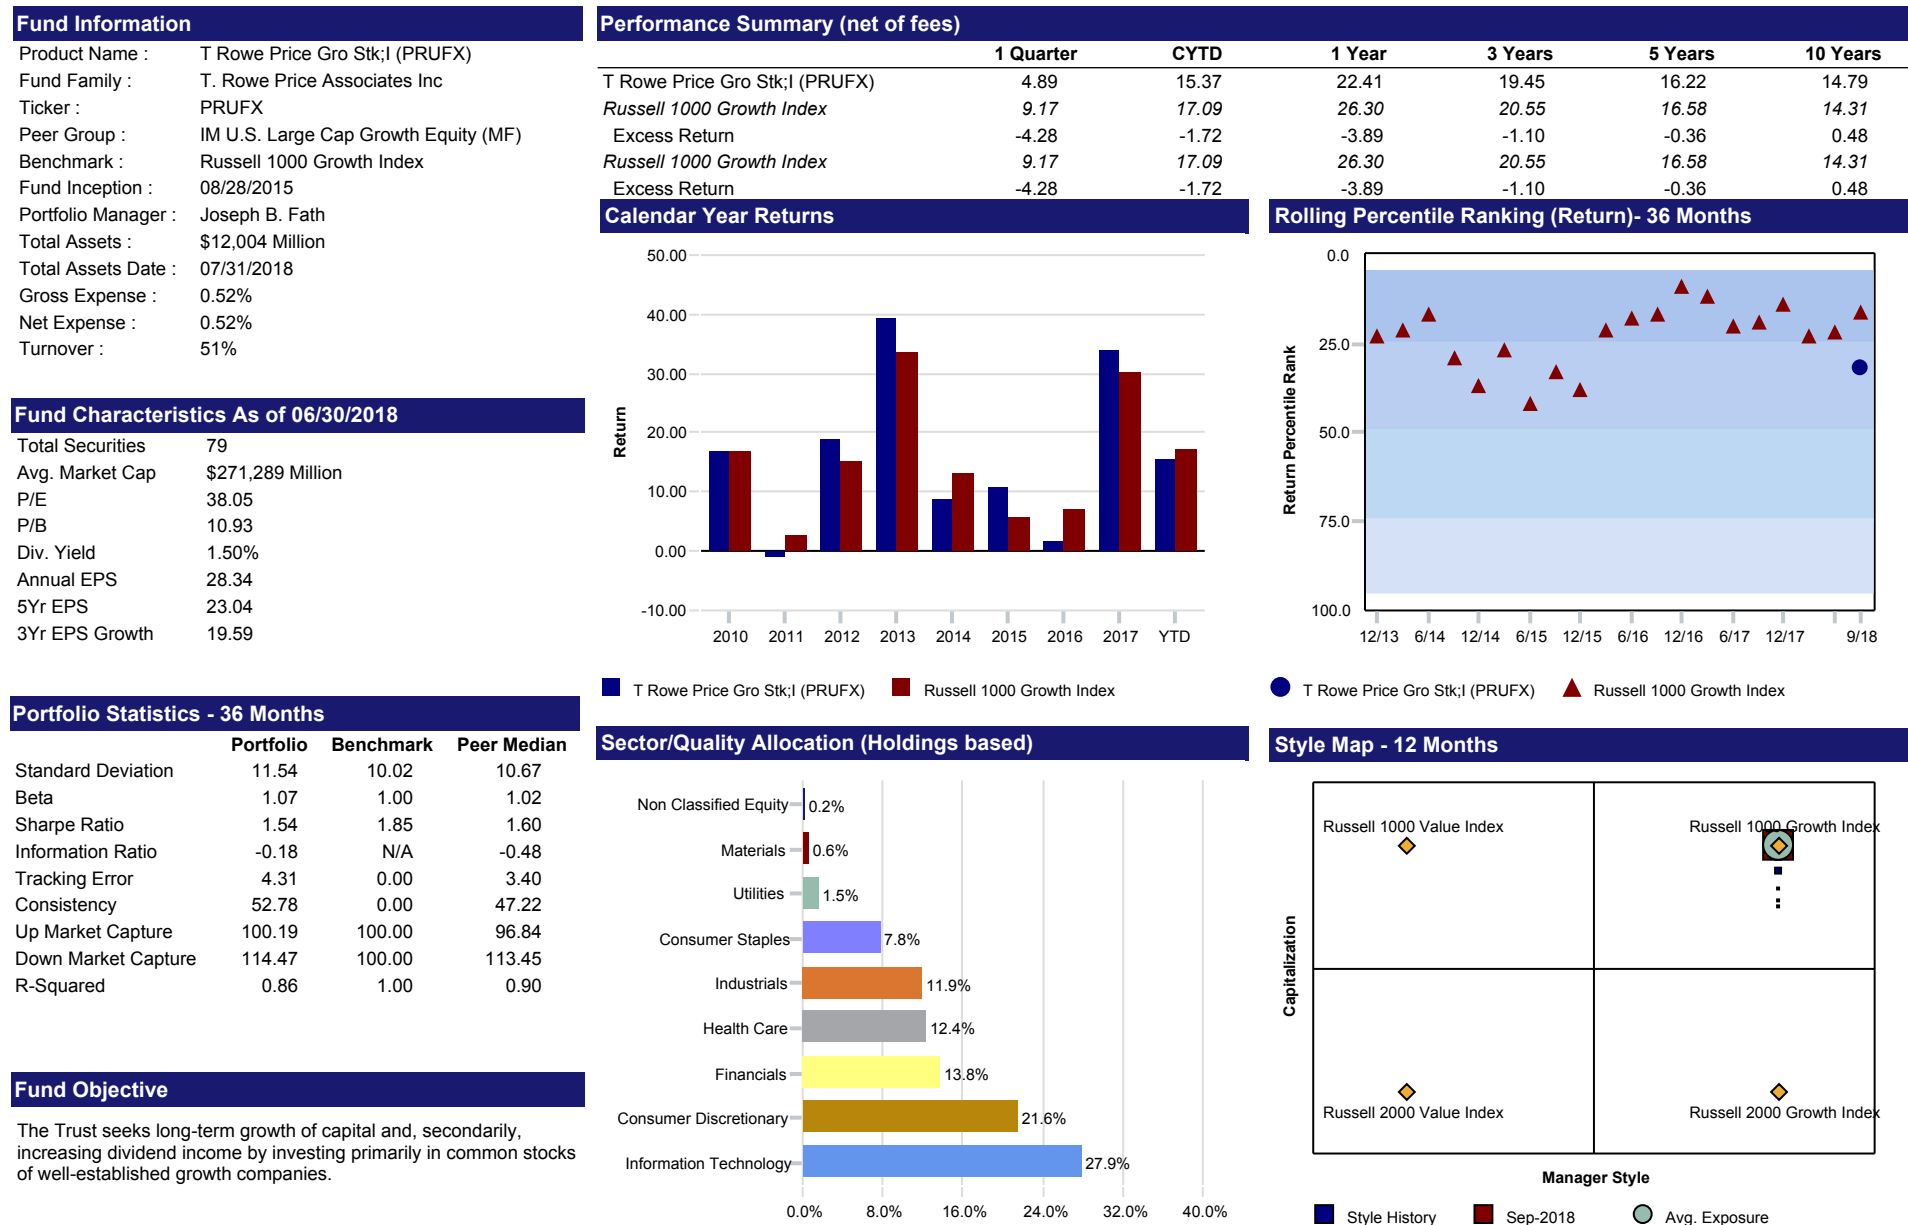 Fund Information
Product Name : T Rowe Price Gro Stk;I (PRUFX)
Fund Family : T. Rowe Price Associates Inc
Ticker : PRUFX
Peer Group : IM U.S. Large Cap Growth Equity (MF)
Benchmark : Russell 1000 Growth Index
Fund Inception : 08/28/2015
Portfolio Manager : Joseph B. Fath
Total Assets : $12,004 Million
Total Assets Date : 07/31/2018
Gross Expense : 0.52%
Net Expense : 0.52%
Turnover : 51%
Fund Characteristics As of 06/30/2018
Total Securities 79
Avg. Market Cap $271,289 Million
P/E 38.05
P/B 10.93
Div. Yield 1.50%
Annual EPS 28.34
5Yr EPS 23.04
3Yr EPS Growth 19.59
Portfolio Statistics - 36 Months
Portfolio Benchmark Peer Median
Standard Deviation 11.54 10.02 10.67
Beta 1.07 1.00 1.02
Sharpe Ratio 1.54 1.85 1.60
Information Ratio -0.18 N/A -0.48
Tracking Error 4.31 0.00 3.40
Consistency 52.78 0.00 47.22
Up Market Capture 100.19 100.00 96.84
Down Market Capture 114.47 100.00 113.45
R-Squared 0.86 1.00 0.90
Fund Objective
The Trust seeks long-term growth of capital and, secondarily,
increasing dividend income by investing primarily in common stocks
of well-established growth companies.
Performance Summary (net of fees)
1 Quarter CYTD 1 Year 3 Years 5 Years 10 Years
T Rowe Price Gro Stk;I (PRUFX) 4.89 15.37 22.41 19.45 16.22 14.79
Russell 1000 Growth Index 9.17 17.09 26.30 20.55 16.58 14.31
Excess Return -4.28 -1.72 -3.89 -1.10 -0.36 0.48
Russell 1000 Growth Index 9.17 17.09 26.30 20.55 16.58 14.31
Excess Return -4.28 -1.72 -3.89 -1.10 -0.36 0.48
Calendar Year Returns
50.00
40.00
30.00
20.00
10.00
0.00
-10.00
Return
2010 2011 2012 2013 2014 2015 2016 2017 YTD
T Rowe Price Gro Stk;I (PRUFX) Russell 1000 Growth Index
Rolling Percentile Ranking (Return)- 36 Months
0.0
25.0
50.0
75.0
100.0
Return Percentile Rank
12/13 6/14 12/14 6/15 12/15 6/16 12/16 6/17 12/17 9/18
T Rowe Price Gro Stk;I (PRUFX) Russell 1000 Growth Index
Sector/Quality Allocation (Holdings based)
Non Classified Equity 0.2%
Materials 0.6%
Utilities 1.5%
Consumer Staples 7.8%
Industrials 11.9%
Health Care 12.4%
Financials 13.8%
Consumer Discretionary 21.6%
Information Technology 27.9%
0.0% 8.0% 16.0% 24.0% 32.0% 40.0%
Style Map - 12 Months
Capitalization
Russell 1000 Value Index Russell 1000 Growth Index
Russell 2000 Value Index Russell 2000 Growth Index
Manager Style
Style History Sep-2018 Avg. Exposure